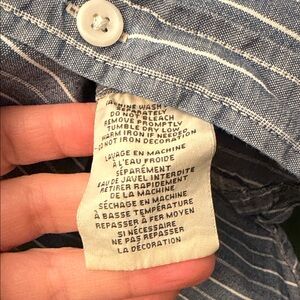 MACHINE WASH
SEPARATELY
DO NOT BLEACH
REMOVE PROMPTLY
TUMBLE DRY LOW
WARM IRON IF NEEDED
DO NOT IRON DECORATION
LAVAGE EN MACHINE
À L'EAU FROIDE
SÉPARÉMENT
EAU DE JAVEL INTERDITE
RETIRER RAPIDEMENT
DE LA MACHINE
SÉCHAGE EN MACHINE
À BASSE TEMPÉRATURE
REPASSER À FER MOYEN
SI NÉCESSAIRE
NE PAS REPASSER
LA DÉCORATION